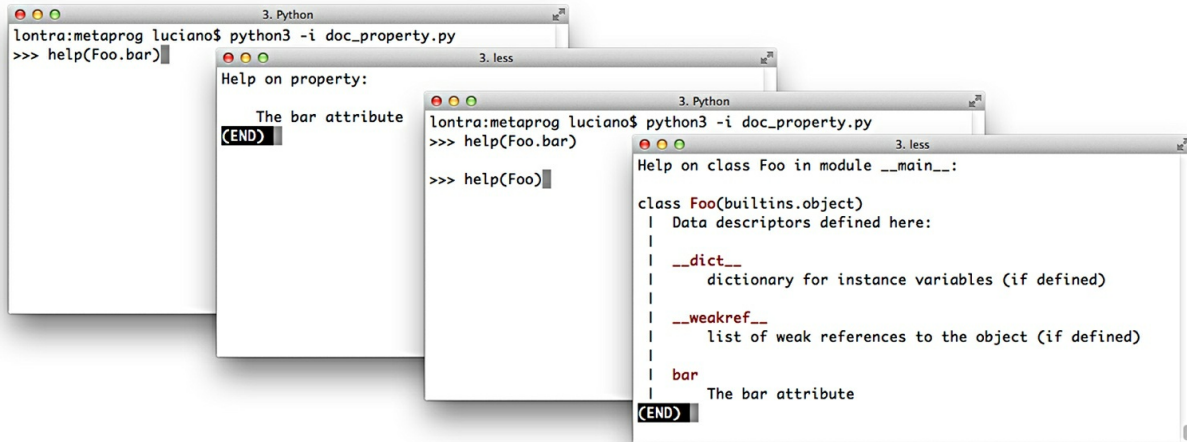 3. Python
lontra:metaprog luciano$ python3 -i doc_property.py
>>> help(Foo.bar)
3. less
Help on property:
The bar attribute
(END)
3. Python
lontra:metaprog luciano$ python3 -i doc_property.py
>>> help(Foo.bar)
>>> help(Foo)
3. less
Help on class Foo in module __main__:
class Foo(builtins.object)
| Data descriptors defined here:
|
| __dict__
| dictionary for instance variables (if defined)
|
| __weakref__
| list of weak references to the object (if defined)
|
| bar
| The bar attribute
(END)